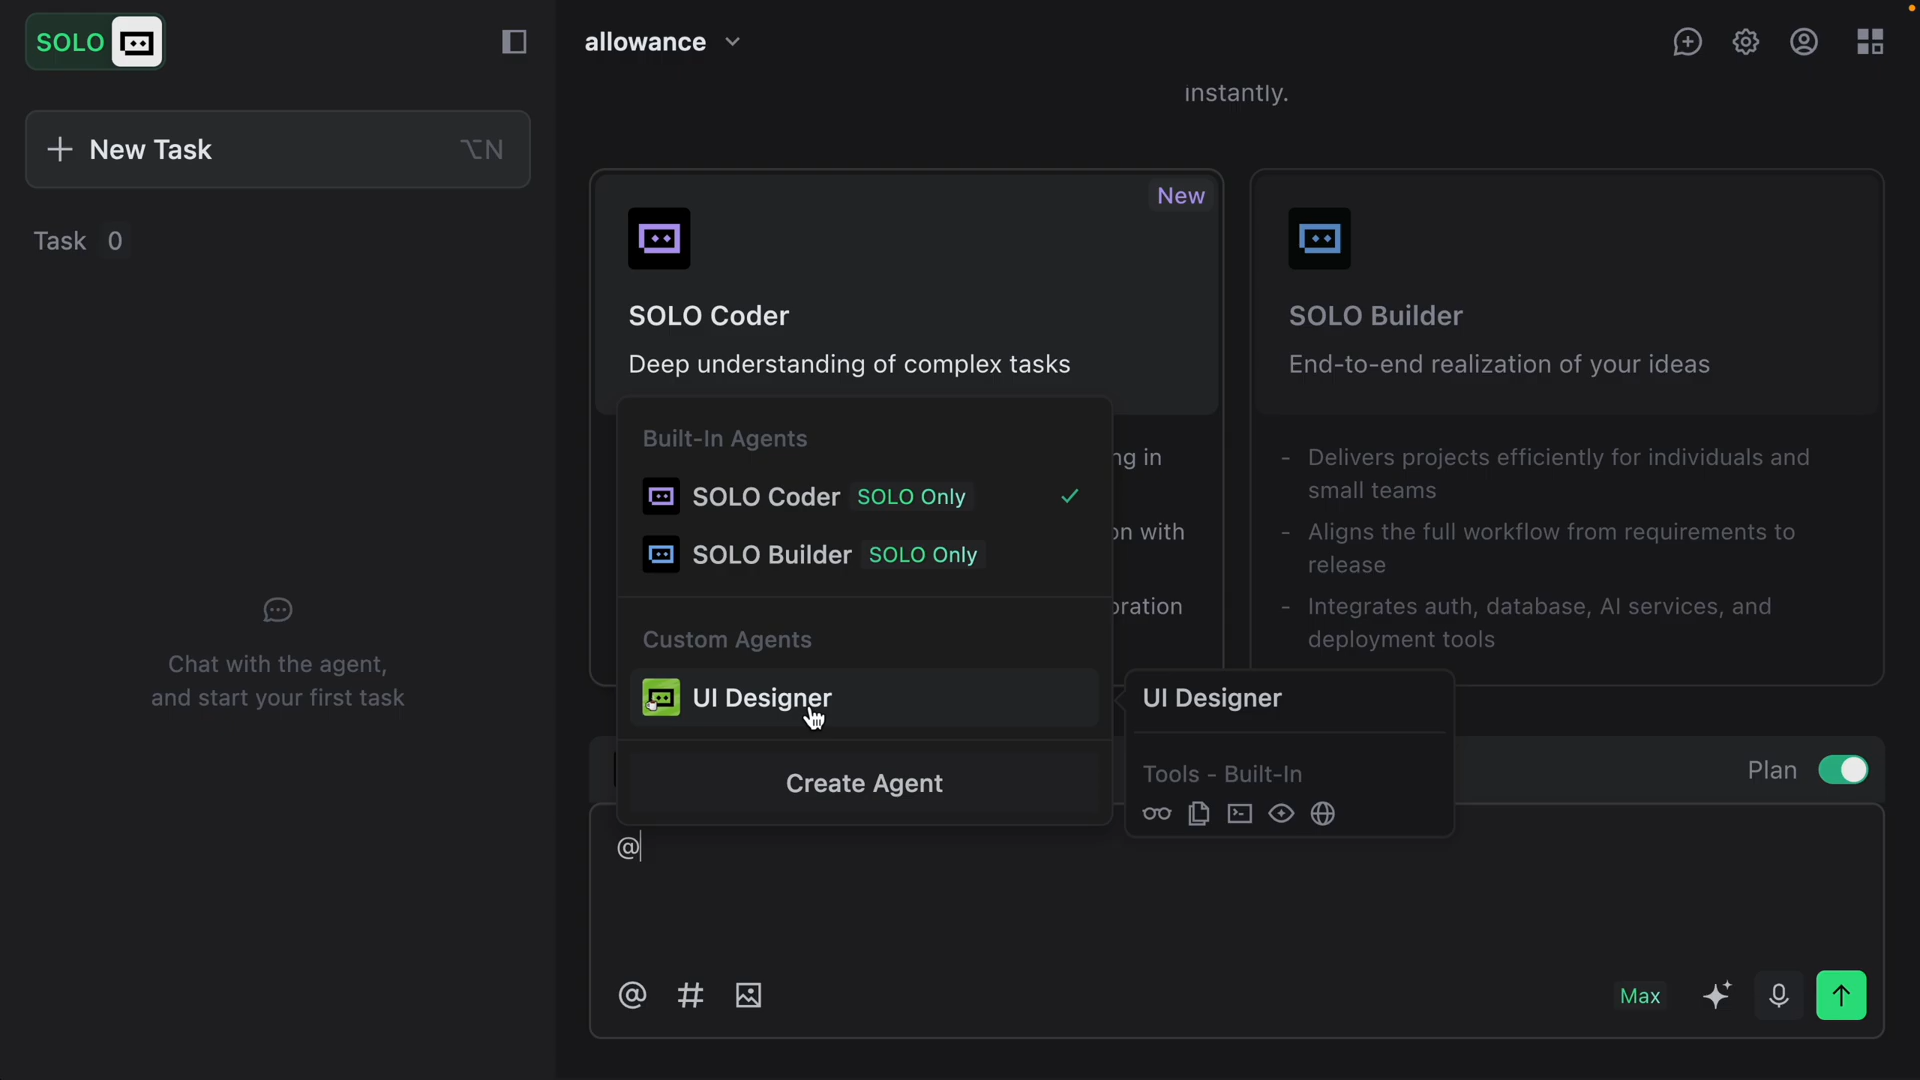 SOLO
allowance
instantly.
New Task
⌥N
Task 0
Chat with the agent,
and start your first task
New
SOLO Coder
Deep understanding of complex tasks
SOLO Builder
End-to-end realization of your ideas
- Delivers projects efficiently for individuals and
small teams
- Aligns the full workflow from requirements to
release
- Integrates auth, database, AI services, and
deployment tools
Built-In Agents
SOLO Coder SOLO Only
SOLO Builder SOLO Only
in
with
Custom Agents
UI Designer
Create Agent
UI Designer
Tools - Built-In
Plan
@
@ #
Max